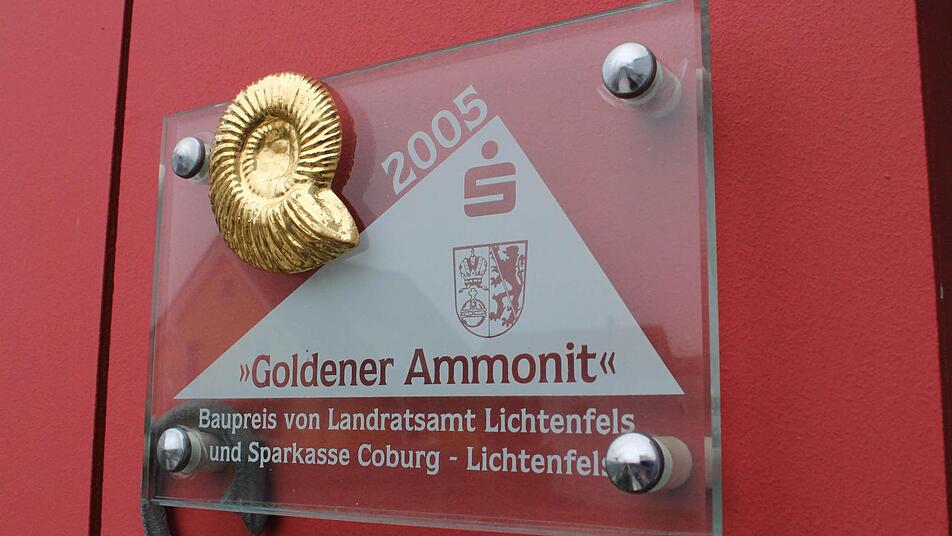 2005
»Goldener Ammonit«
Baupreis von Landratsamt Lichtenfels
und Sparkasse Coburg - Lichtenfels